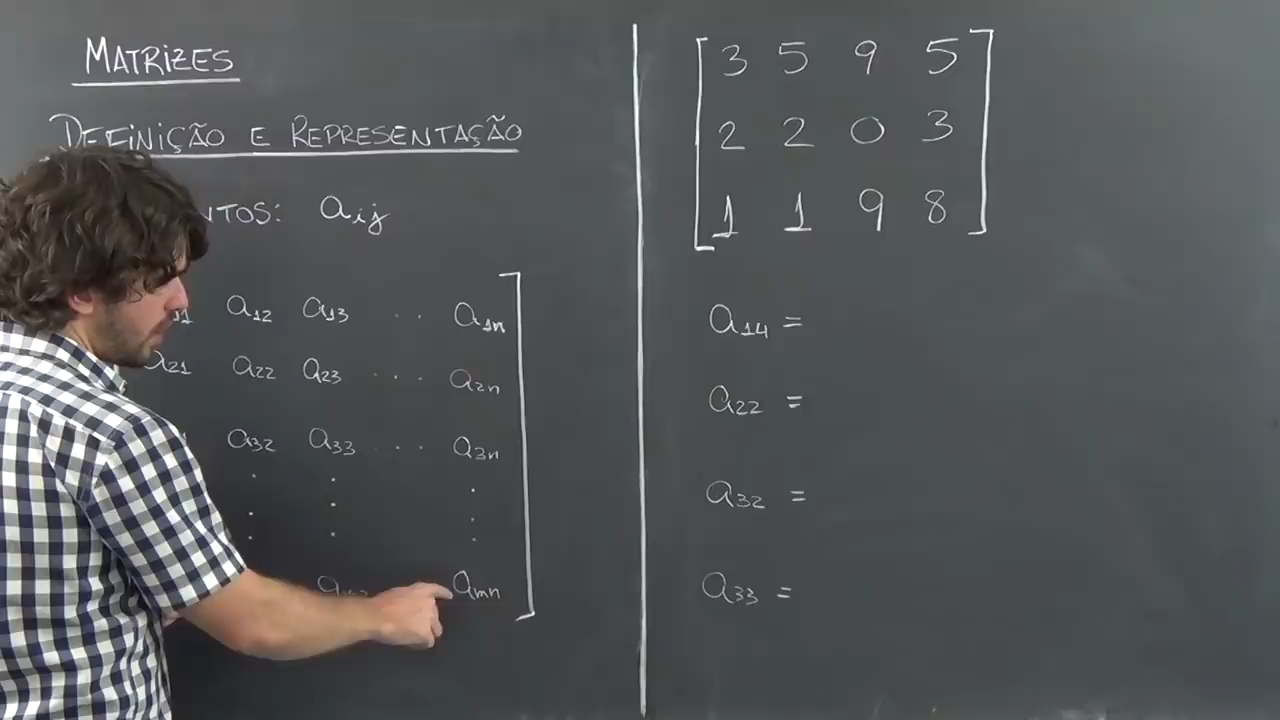 MATRIZES
DEFINIÇÃO E REPRESENTAÇÃO
NTOS: aij
11 a12 a13 .. a1n
a21 a22 a23 ... a2n
a32 a33 ... a3n
amn
3 5 9 5
2 2 0 3
1 1 9 8
a14 =
a22 =
a32 =
a33 =